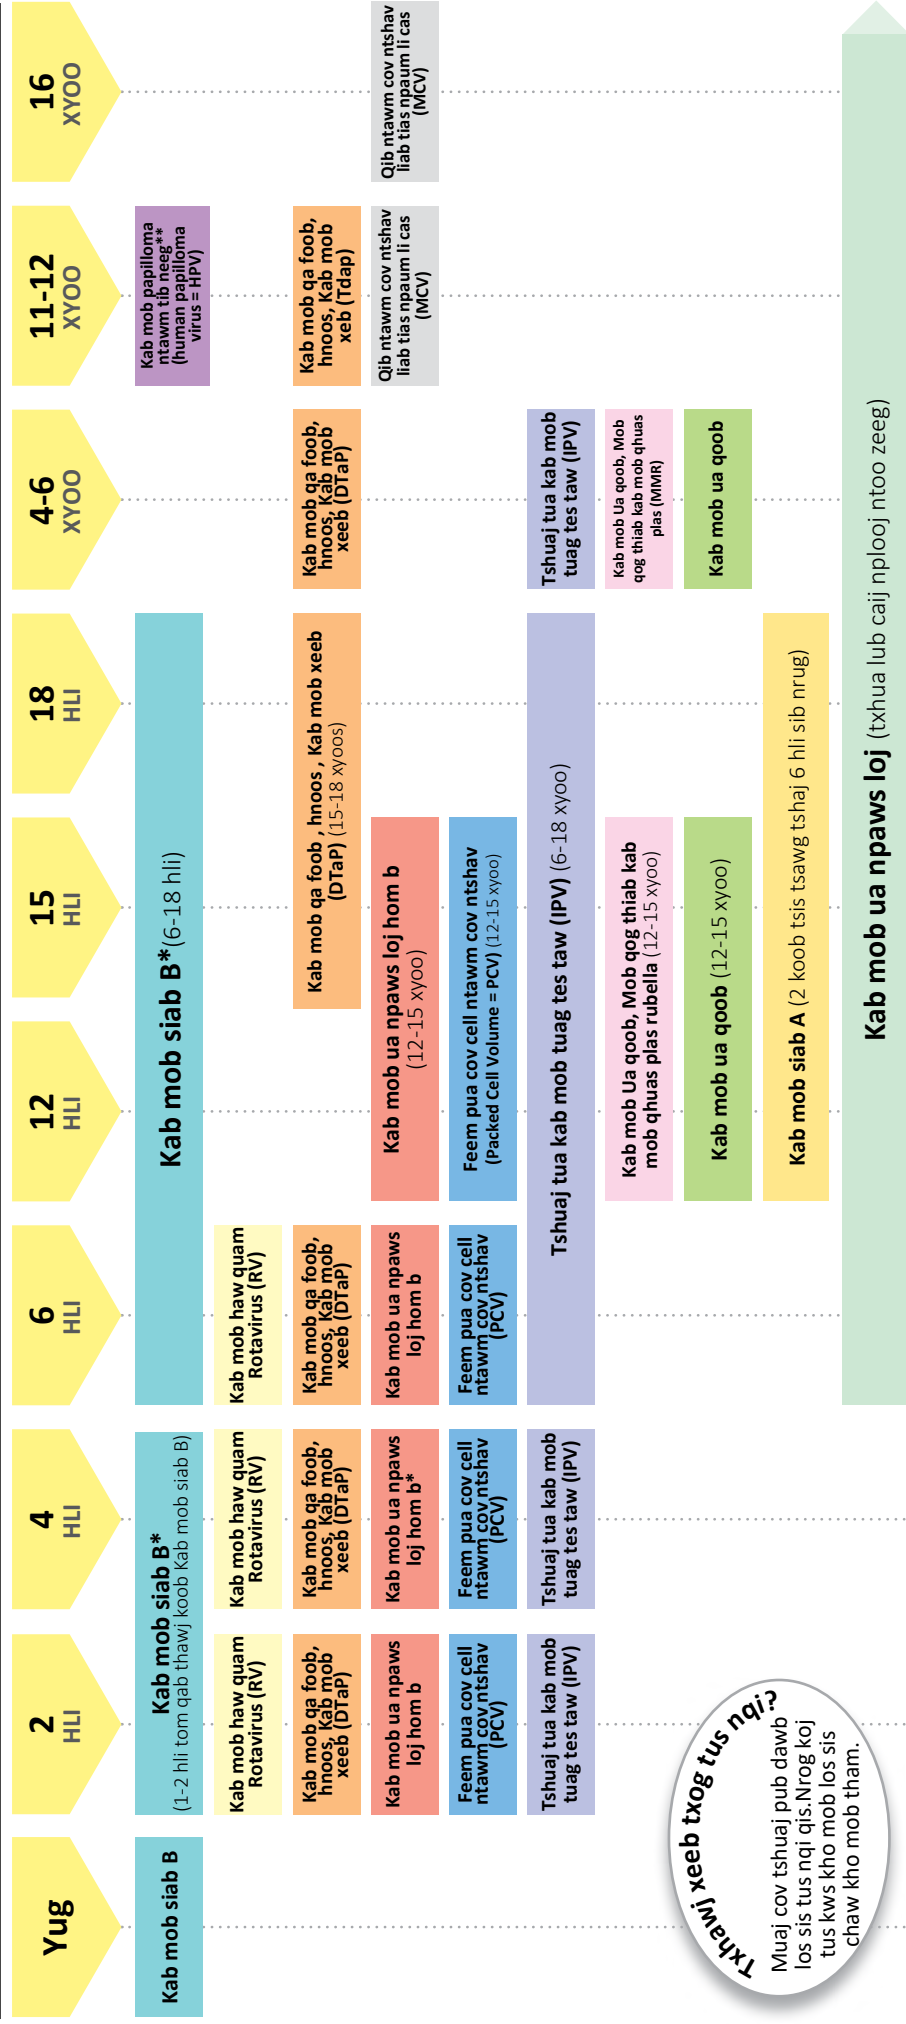 Yug
2
HLI
4
HLI
6
HLI
12
HLI
15
HLI
18
HLI
4-6
XYOO
11-12
XYOO
16
XYOO
Kab mob siab B
Kab mob siab B*
(1-2 hli tom qab thawj koob Kab mob siab B)
Kab mob siab B* (6-18 hli)
Kab mob papilloma
ntawm tib neeg**
(human papilloma
virus = HPV)
Kab mob haw quam
Rotavirus (RV)
Kab mob haw quam
Rotavirus (RV)
Kab mob haw quam
Rotavirus (RV)
Kab mob qa foob,
hnoos, Kab mob
xeeb (DTaP)
Kab mob qa foob,
hnoos, Kab mob
xeeb (DTaP)
Kab mob qa foob,
hnoos, Kab mob
xeeb (DTaP)
Kab mob qa foob , hnoos , Kab mob xeeb
(DTaP) (15-18 xyoos)
Kab mob qa foob,
hnoos, Kab mob
xeeb (DTaP)
Kab mob qa foob,
hnoos, Kab mob
xeb (Tdap)
Kab mob ua npaws
loj hom b
Kab mob ua npaws
loj hom b*
Kab mob ua npaws
loj hom b
Kab mob ua npaws loj hom b
(12-15 xyoo)
Qib ntawm cov ntshav
liab tias npaum li cas
(MCV)
Qib ntawm cov ntshav
liab tias npaum li cas
(MCV)
Feem pua cov cell
ntawm cov ntshav
(PCV)
Feem pua cov cell
ntawm cov ntshav
(PCV)
Feem pua cov cell
ntawm cov ntshav
(PCV)
Feem pua cov cell ntawm cov ntshav
(Packed Cell Volume = PCV) (12-15 xyoo)
Tshuaj tua kab mob
tuag tes taw (IPV)
Tshuaj tua kab mob
tuag tes taw (IPV)
Tshuaj tua kab mob tuag tes taw (IPV) (6-18 xyoo)
Tshuaj tua kab mob
tuag tes taw (IPV)
Kab mob Ua qoob, Mob qog thiab kab
mob qhuas plas rubella (12-15 xyoo)
Kab mob Ua qoob, Mob
qog thiab kab mob qhuas
plas (MMR)
Kab mob ua qoob (12-15 xyoo)
Kab mob ua qoob
Kab mob siab A (2 koob tsis tsawg tshaj 6 hli sib nrug)
Kab mob ua npaws loj (txhua lub caij nplooj ntoo zeeg)
Txhawj xeeb txog tus nqi?
Muaj cov tshuaj pub dawb
los sis tus nqi qis.Nrog koj
tus kws kho mob los sis
chaw kho mob tham.